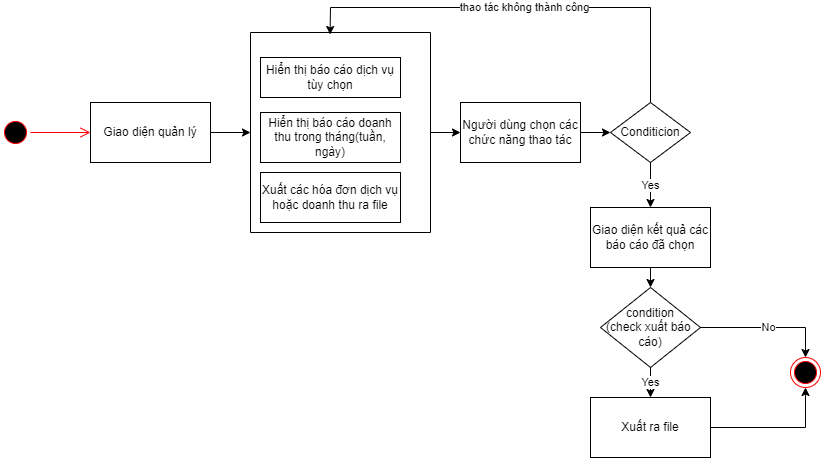 thao tác không thành công
Hiển thị báo cáo dịch vụ
tùy chọn
Giao diện quản lý
Hiển thị báo cáo doanh
thu trong tháng(tuần,
ngày)
Xuất các hóa đơn dịch vụ
hoặc doanh thu ra file
Người dùng chọn các
chức năng thao tác
Conditicion
Yes
Giao diện kết quả các
báo cáo đã chọn
condition
(check xuất báo
cáo)
No
Yes
Xuất ra file